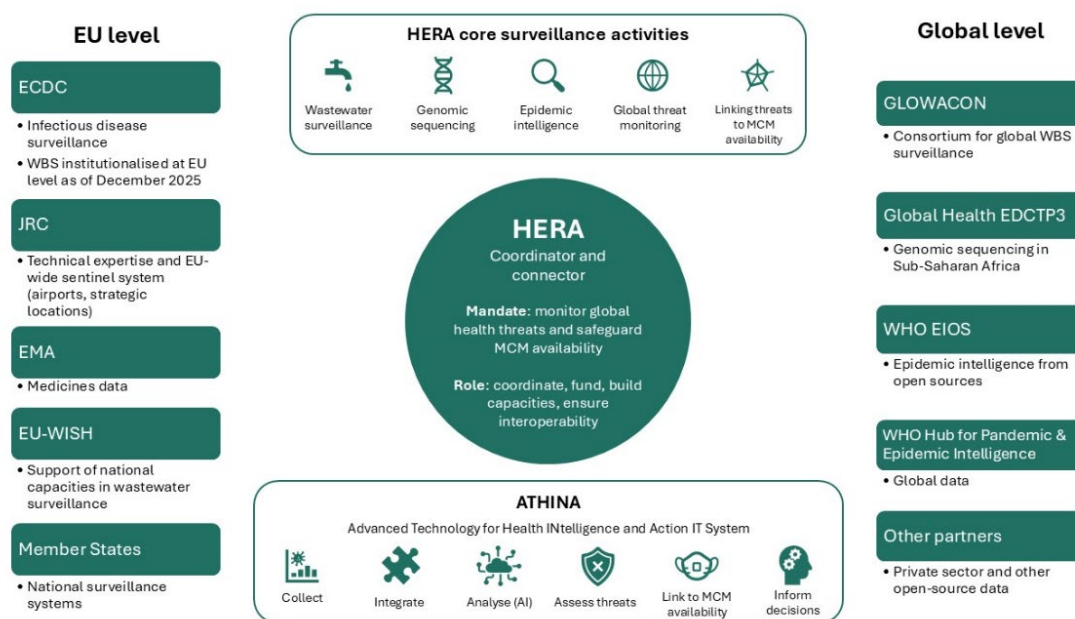 EU level
ECDC
• Infectious disease
surveillance
• WBS institutionalised at EU
level as of December 2025
JRC
• Technical expertise and EU-
wide sentinel system
(airports, strategic
locations)
EMA
• Medicines data
EU-WISH
• Support of national
capacities in wastewater
surveillance
Member States
• National surveillance
systems
HERA core surveillance activities
Wastewater
surveillance
Genomic
sequencing
Epidemic
intelligence
Global threat
monitoring
Linking threats
to MCM
availability
HERA
Coordinator and
connector
Mandate: monitor global
health threats and safeguard
MCM availability
Role: coordinate, fund, build
capacities, ensure
interoperability
ATHINA
Advanced Technology for Health INtelligence and Action IT System
Collect
Integrate
Analyse (AI)
Assess threats
Link to MCM
availability
Inform
decisions
Global level
GLOWACON
• Consortium for global WBS
surveillance
Global Health EDCTP3
• Genomic sequencing in
Sub-Saharan Africa
WHO EIOS
• Epidemic intelligence from
open sources
WHO Hub for Pandemic &
Epidemic Intelligence
• Global data
Other partners
• Private sector and other
open-source data